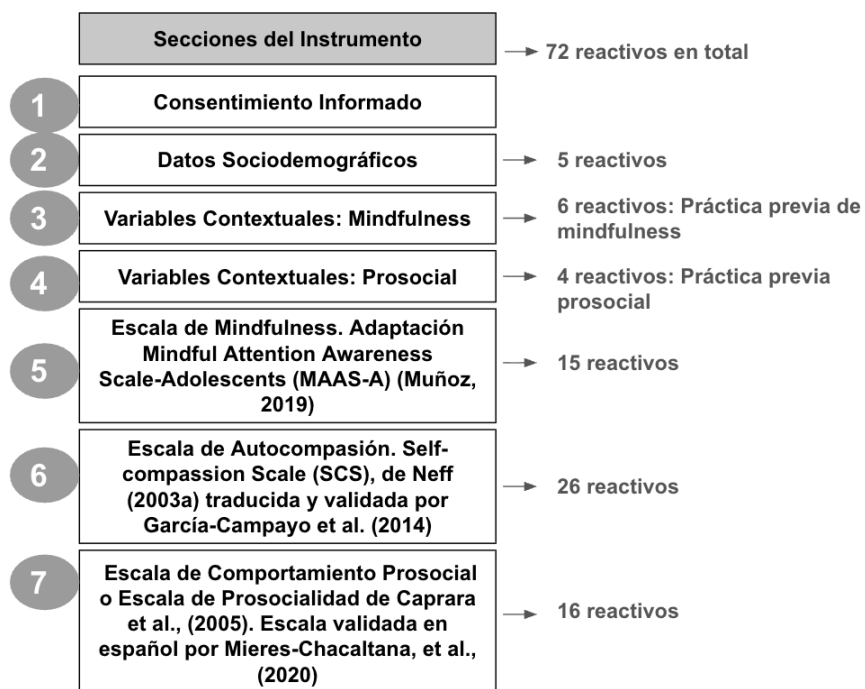 Secciones del Instrumento
72 reactivos en total
1
Consentimiento Informado
2
Datos Sociodemográficos
5 reactivos
3
Variables Contextuales: Mindfulness
6 reactivos: Práctica previa de
mindfulness
4
Variables Contextuales: Prosocial
4 reactivos: Práctica previa
prosocial
5
Escala de Mindfulness. Adaptación
Mindful Attention Awareness
Scale-Adolescents (MAAS-A) (Muñoz,
2019)
15 reactivos
6
Escala de Autocompasión. Self-
compassion Scale (SCS), de Neff
(2003a) traducida y validada por
García-Campayo et al. (2014)
26 reactivos
7
Escala de Comportamiento Prosocial
o Escala de Prosocialidad de Caprara
et al., (2005). Escala validada en
español por Mieres-Chacaltana, et al.,
(2020)
16 reactivos